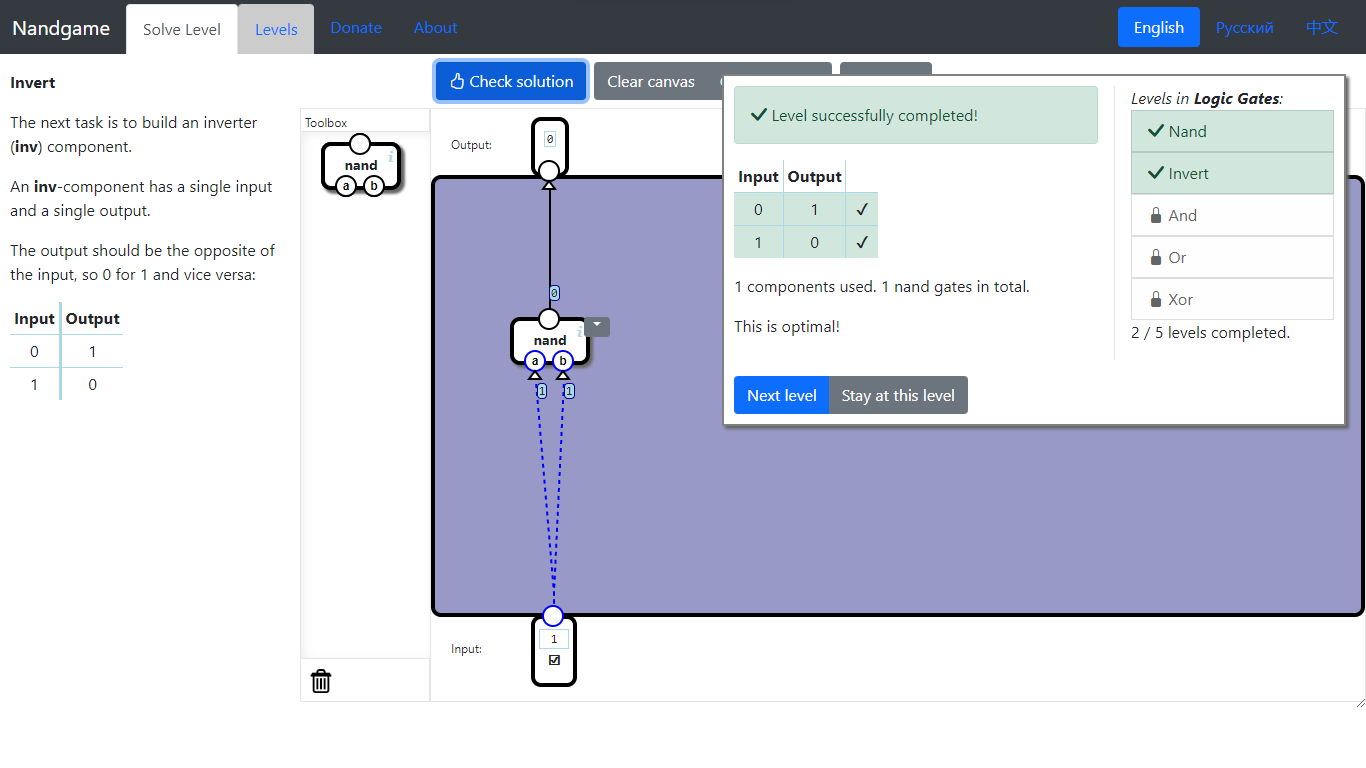 Nandgame Solve Level Levels Donate About English Русский 中文
Invert
The next task is to build an inverter
(inv) component.
An inv-component has a single input
and a single output.
The output should be the opposite of
the input, so 0 for 1 and vice versa:
Input Output
0 1
1 0
Check solution Clear canvas
Toolbox
nand
a b
Output:
0
0
nand
a b
1 1
Input:
1
Level successfully completed!
Input Output
0 1 ✓
1 0 ✓
1 components used. 1 nand gates in total.
This is optimal!
Next level Stay at this level
Levels in Logic Gates:
Nand
Invert
And
Or
Xor
2 / 5 levels completed.